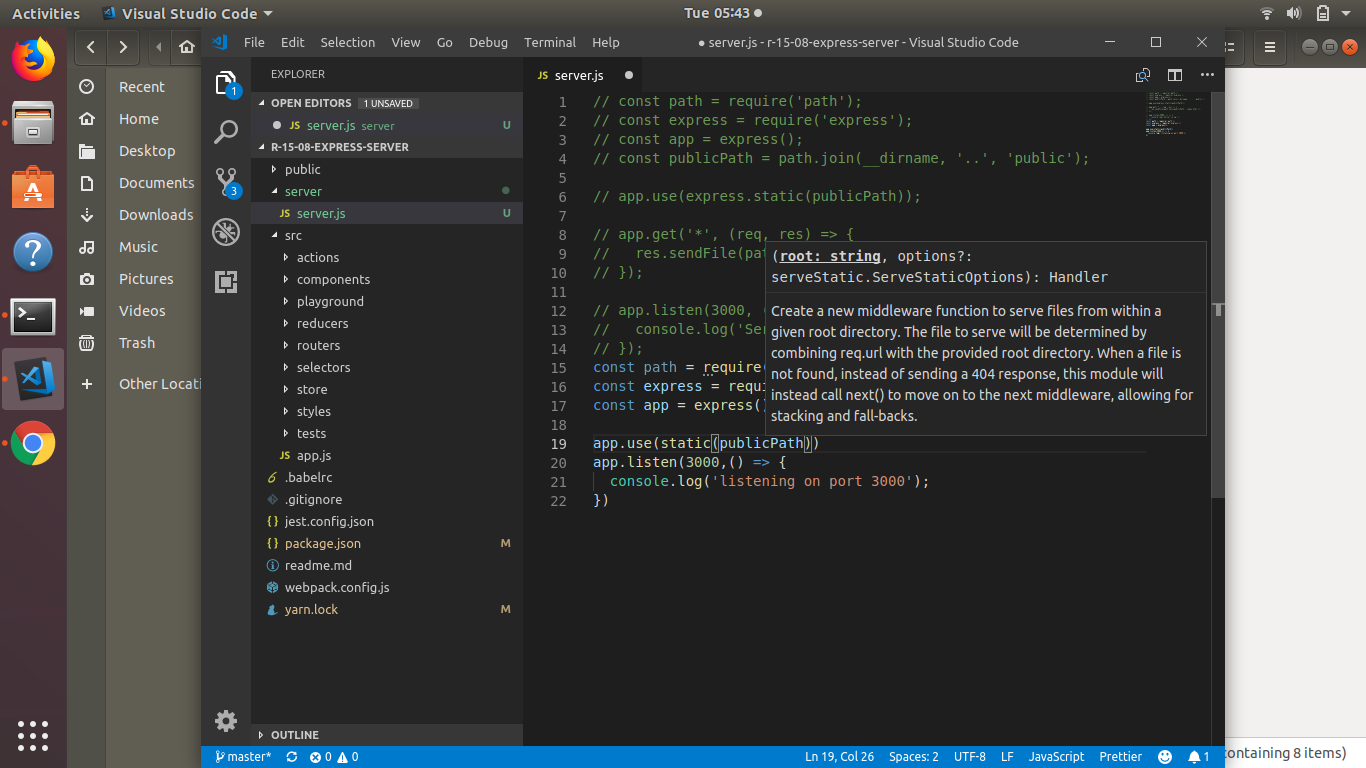 Activities
Visual Studio Code
Tue 05:43
Recent
Home
Desktop
Documents
Downloads
Music
Pictures
Videos
Trash
Other Locati
File Edit Selection View Go Debug Terminal Help
● server.js - r-15-08-express-server - Visual Studio Code
1
3
EXPLORER
OPEN EDITORS 1 UNSAVED
JS server.js server U
R-15-08-EXPRESS-SERVER
public
server
JS server.js U
src
actions
components
playground
reducers
routers
selectors
store
styles
tests
JS app.js
.babelrc
.gitignore
{} jest.config.json
{} package.json M
readme.md
webpack.config.js
yarn.lock M
OUTLINE
JS server.js
1 // const path = require('path');
2 // const express = require('express');
3 // const app = express();
4 // const publicPath = path.join(__dirname, '..', 'public');
5
6 // app.use(express.static(publicPath));
7
8 // app.get('*', (req, res) => {
9 //   res.sendFile(pat
10 // });
11
12 // app.listen(3000, (
13 //   console.log('Ser
14 // });
15 const path = require(
16 const express = requi
17 const app = express()
18
19 app.use(static(publicPath))
20 app.listen(3000,() => {
21   console.log('listening on port 3000');
22 })
(root: string, options?:
serveStatic.ServeStaticOptions): Handler
Create a new middleware function to serve files from within a
given root directory. The file to serve will be determined by
combining req.url with the provided root directory. When a file is
not found, instead of sending a 404 response, this module will
instead call next() to move on to the next middleware, allowing for
stacking and fall-backs.
master* 0 0 Ln 19, Col 26 Spaces: 2 UTF-8 LF JavaScript Prettier 1
containing 8 items)